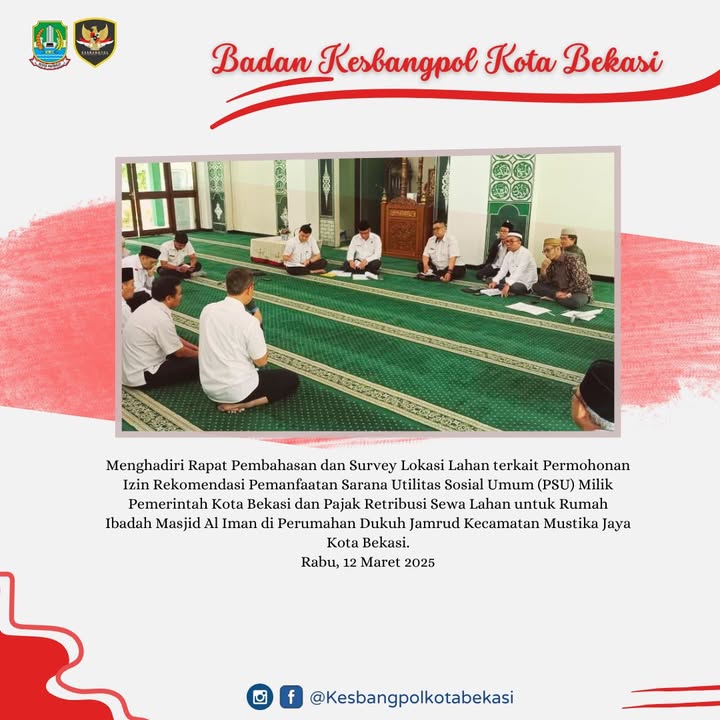 Badan Kesbangpol Kota Bekasi
Menghadiri Rapat Pembahasan dan Survey Lokasi Lahan terkait Permohonan
Izin Rekomendasi Pemanfaatan Sarana Utilitas Sosial Umum (PSU) Milik
Pemerintah Kota Bekasi dan Pajak Retribusi Sewa Lahan untuk Rumah
Ibadah Masjid Al Iman di Perumahan Dukuh Jamrud Kecamatan Mustika Jaya
Kota Bekasi.
Rabu, 12 Maret 2025
@Kesbangpolkotabekasi